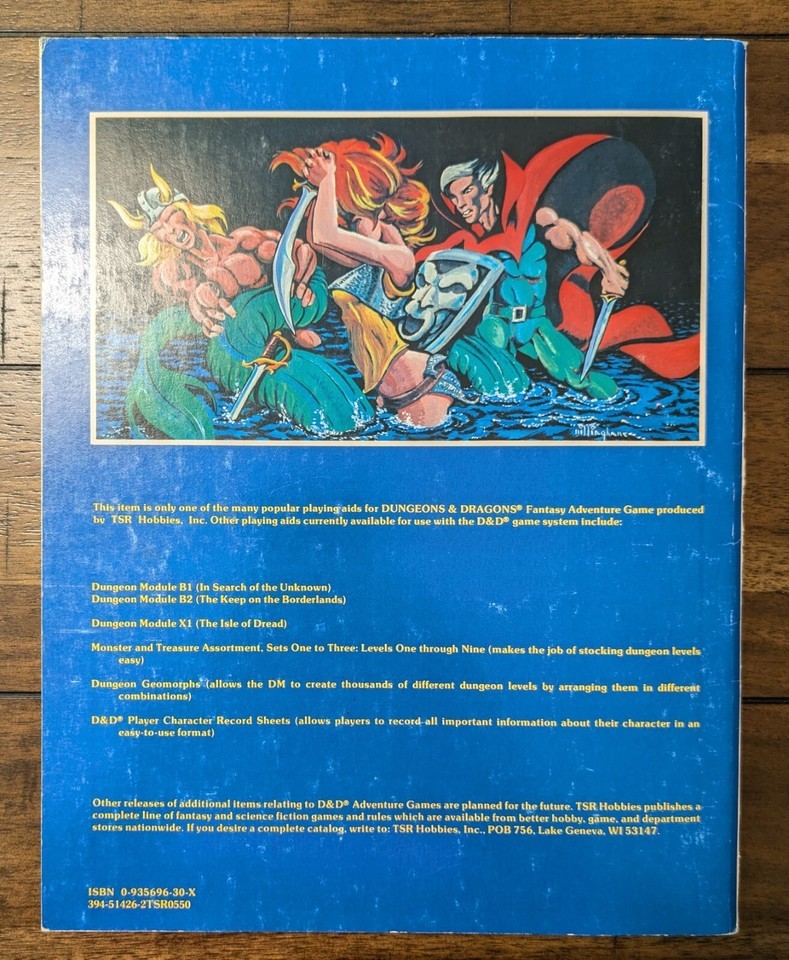 Dillingham
This item is only one of the many popular playing aids for DUNGEONS & DRAGONS® Fantasy Adventure Game produced
by TSR Hobbies, Inc. Other playing aids currently available for use with the D&D® game system include:
Dungeon Module B1 (In Search of the Unknown)
Dungeon Module B2 (The Keep on the Borderlands)
Dungeon Module X1 (The Isle of Dread)
Monster and Treasure Assortment, Sets One to Three: Levels One through Nine (makes the job of stocking dungeon levels
easy)
Dungeon Geomorphs (allows the DM to create thousands of different dungeon levels by arranging them in different
combinations)
D&D® Player Character Record Sheets (allows players to record all important information about their character in an
easy-to-use format)
Other releases of additional items relating to D&D® Adventure Games are planned for the future. TSR Hobbies publishes a
complete line of fantasy and science fiction games and rules which are available from better hobby, game, and department
stores nationwide. If you desire a complete catalog, write to: TSR Hobbies, Inc., POB 756, Lake Geneva, WI 53147.
ISBN 0-935696-30-X
394-51426-2TSR0550